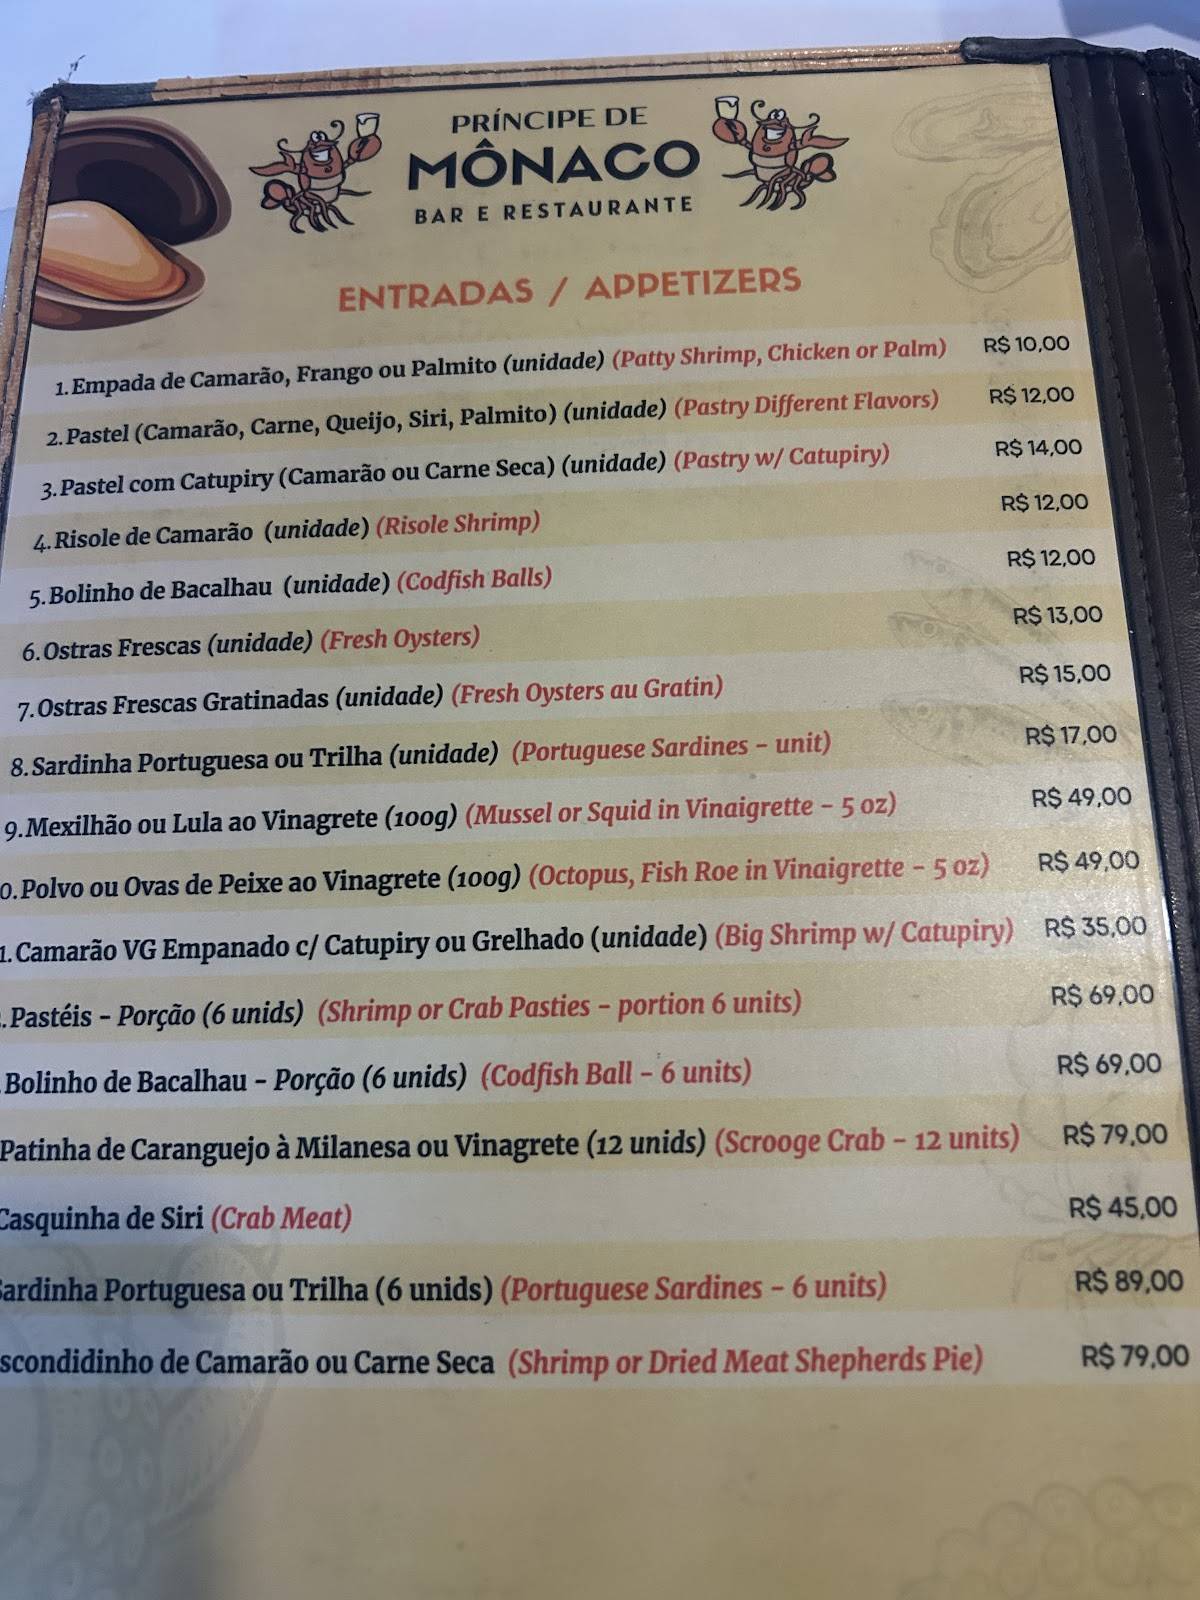 PRÍNCIPE DE
MÔNACO
BAR E RESTAURANTE
ENTRADAS / APPETIZERS
1. Empada de Camarão, Frango ou Palmito (unidade) (Patty Shrimp, Chicken or Palm) R$ 10,00
2. Pastel (Camarão, Carne, Queijo, Siri, Palmito) (unidade) (Pastry Different Flavors) R$ 12,00
3. Pastel com Catupiry (Camarão ou Carne Seca) (unidade) (Pastry w/ Catupiry) R$ 14,00
4. Risole de Camarão (unidade) (Risole Shrimp) R$ 12,00
5. Bolinho de Bacalhau (unidade) (Codfish Balls) R$ 12,00
6. Ostras Frescas (unidade) (Fresh Oysters) R$ 13,00
7. Ostras Frescas Gratinadas (unidade) (Fresh Oysters au Gratin) R$ 15,00
8. Sardinha Portuguesa ou Trilha (unidade) (Portuguese Sardines - unit) R$ 17,00
9. Mexilhão ou Lula ao Vinagrete (100g) (Mussel or Squid in Vinaigrette - 5 oz) R$ 49,00
0. Polvo ou Ovas de Peixe ao Vinagrete (100g) (Octopus, Fish Roe in Vinaigrette - 5 oz) R$ 49,00
1. Camarão VG Empanado c/ Catupiry ou Grelhado (unidade) (Big Shrimp w/ Catupiry) R$ 35,00
. Pastéis - Porção (6 unids) (Shrimp or Crab Pasties - portion 6 units) R$ 69,00
Bolinho de Bacalhau - Porção (6 unids) (Codfish Ball - 6 units) R$ 69,00
Patinha de Caranguejo à Milanesa ou Vinagrete (12 unids) (Scrooge Crab - 12 units) R$ 79,00
Casquinha de Siri (Crab Meat) R$ 45,00
Sardinha Portuguesa ou Trilha (6 unids) (Portuguese Sardines - 6 units) R$ 89,00
scondidinho de Camarão ou Carne Seca (Shrimp or Dried Meat Shepherds Pie) R$ 79,00